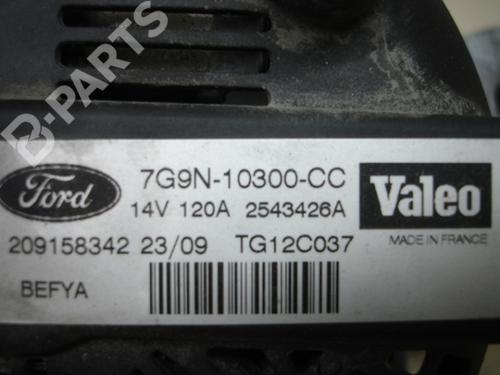 B-PARTS
7G9N-10300-CC
Ford
14V 120A 2543426A
Valeo
209158342 23/09 TG12C037
MADE IN FRANCE
BEFYA